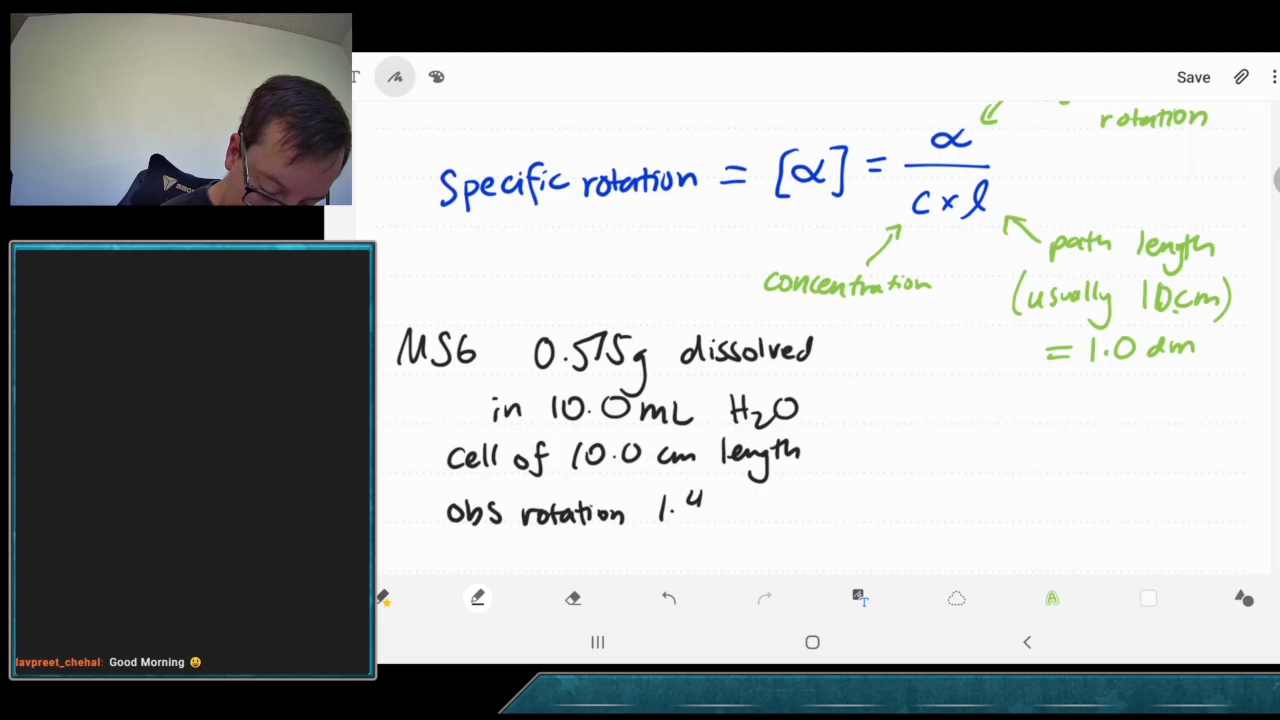 T
Save
rotation
Specific rotation = [α] = α / c × l
concentration
path length
(usually 10cm)
= 1.0 dm
MSG 0.515g dissolved
in 10.0 mL H₂O
cell of 10.0 cm length
obs rotation 1.4
lavpreet_chehal: Good Morning 😀